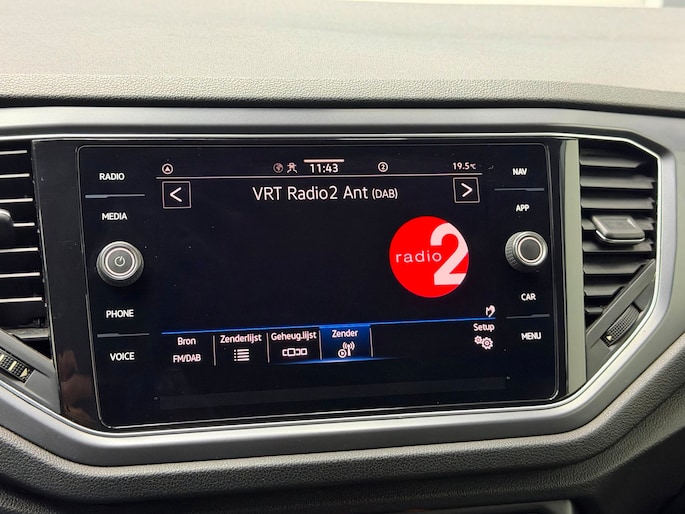 RADIO
MEDIA
PHONE
VOICE
11:43
2
19.5°C
VRT Radio2 Ant (DAB)
radio 2
Bron
FM/DAB
Zenderlijst
Geheug.lijst
Zender
Setup
NAV
APP
CAR
MENU